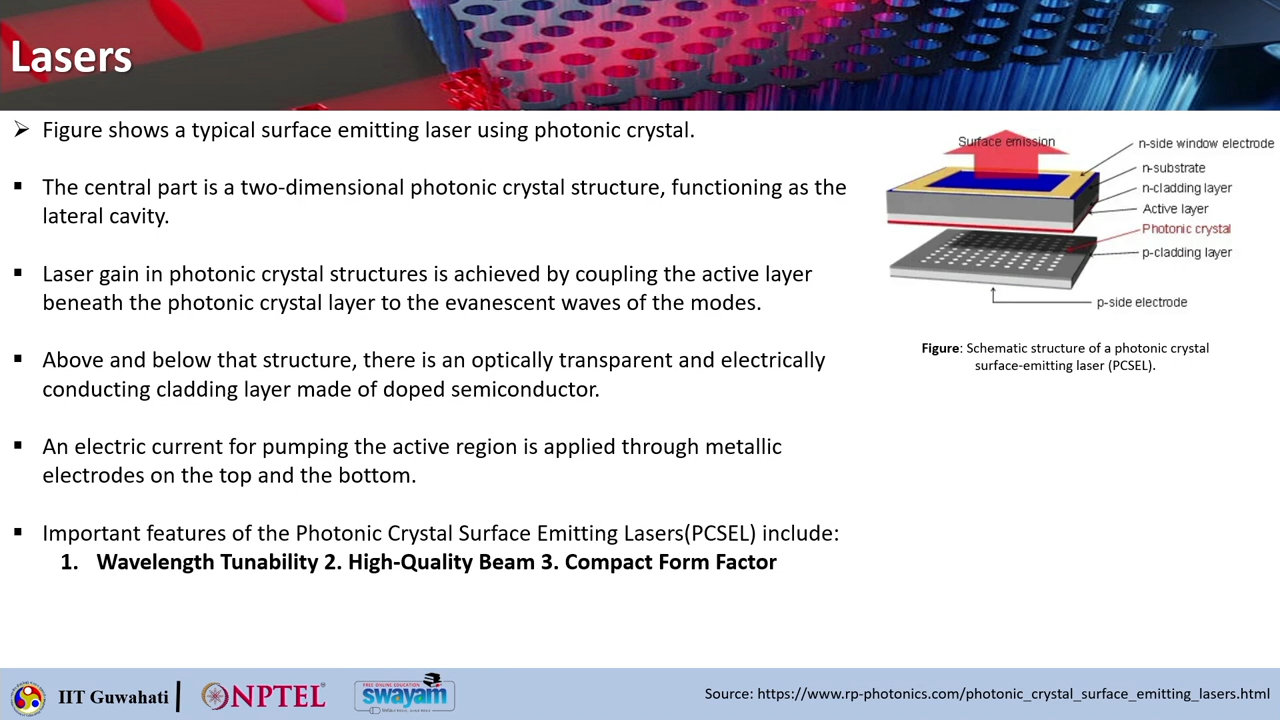 Lasers
➢ Figure shows a typical surface emitting laser using photonic crystal.
▪ The central part is a two-dimensional photonic crystal structure, functioning as the
lateral cavity.
▪ Laser gain in photonic crystal structures is achieved by coupling the active layer
beneath the photonic crystal layer to the evanescent waves of the modes.
▪ Above and below that structure, there is an optically transparent and electrically
conducting cladding layer made of doped semiconductor.
▪ An electric current for pumping the active region is applied through metallic
electrodes on the top and the bottom.
▪ Important features of the Photonic Crystal Surface Emitting Lasers(PCSEL) include:
1. Wavelength Tunability 2. High-Quality Beam 3. Compact Form Factor
Surface emission
n-side window electrode
n-substrate
n-cladding layer
Active layer
Photonic crystal
p-cladding layer
p-side electrode
Figure: Schematic structure of a photonic crystal
surface-emitting laser (PCSEL).
IIT Guwahati
NPTEL
FREE ONLINE EDUCATION
swayam
Source: https://www.rp-photonics.com/photonic_crystal_surface_emitting_lasers.html